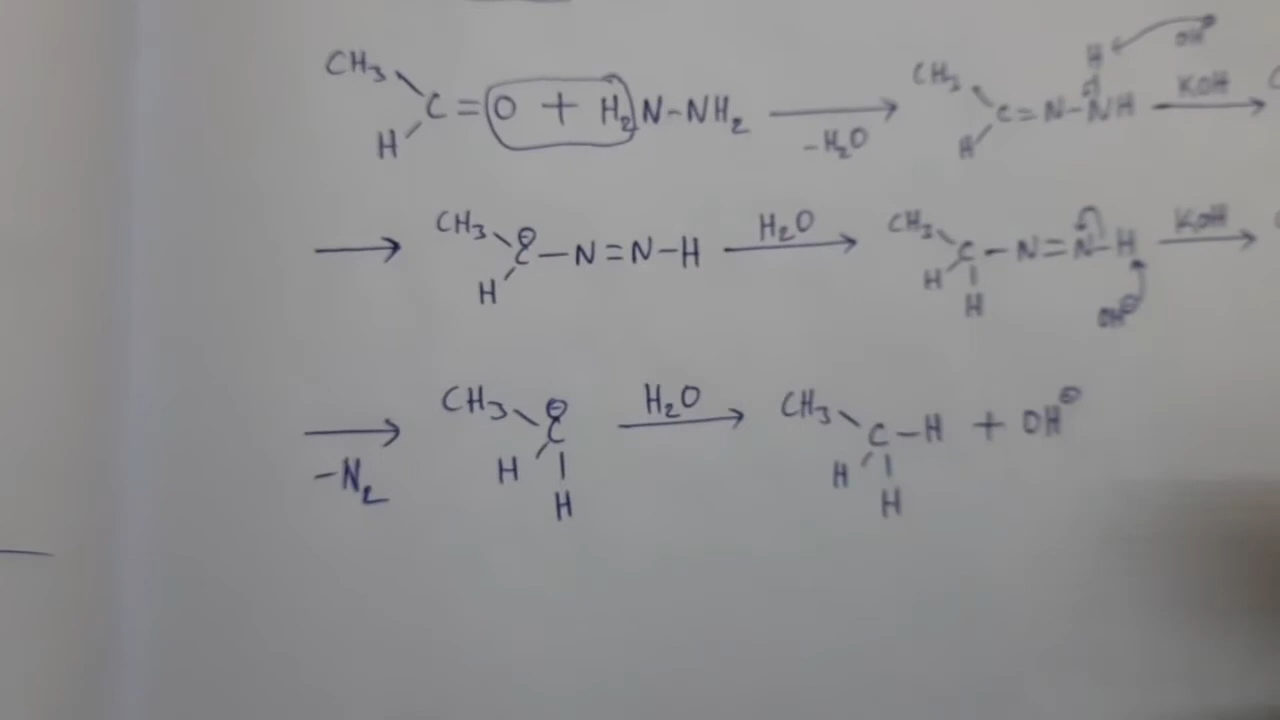 CH₃ C=O + H₂N-NH₂ → -H₂O CH₃ C=N-NH H H OH⊖ KOH → C
H
→ CH₃ C⊖-N=N-H H₂O → CH₃ C-N=N-H KOH →
H H H OH⊖
→ -N₂ CH₃ C⊖ H₂O → CH₃ C-H + OH⊖
H H H H